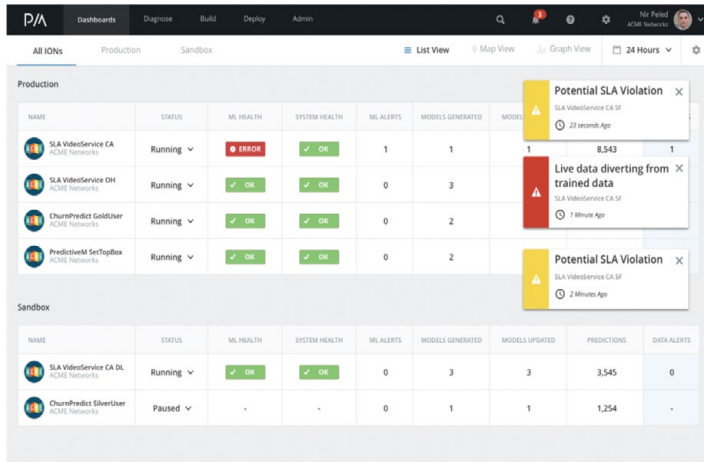 P/A Dashboards Diagnose Build Deploy Admin 3 Nir Peled
ACME Networks
All IONs Production Sandbox List View Map View Graph View 24 Hours
Production
NAME STATUS ML HEALTH SYSTEM HEALTH ML ALERTS MODELS GENERATED
SLA VideoService CA
ACME Networks
Running ERROR OK 1 1 1 8,543 1
SLA VideoService OH
ACME Networks
Running OK OK 0 3
ChurnPredict GoldUser
ACME Networks
Running OK OK 0 2
PredictiveM SetTopBox
ACME Networks
Running OK OK 0 2
Potential SLA Violation
SLA VideoService CA SF
23 seconds Ago
Live data diverting from
trained data
SLA VideoService CA SF
1 Minute Ago
Potential SLA Violation
SLA VideoService CA SF
2 Minutes Ago
Sandbox
NAME STATUS ML HEALTH SYSTEM HEALTH ML ALERTS MODELS GENERATED MODELS UPDATED PREDICTIONS DATA ALERTS
SLA VideoService CA DL
ACME Networks
Running OK OK 0 3 3 3,545 0
ChurnPredict SilverUser
ACME Networks
Paused - - 0 1 1 1,254 -